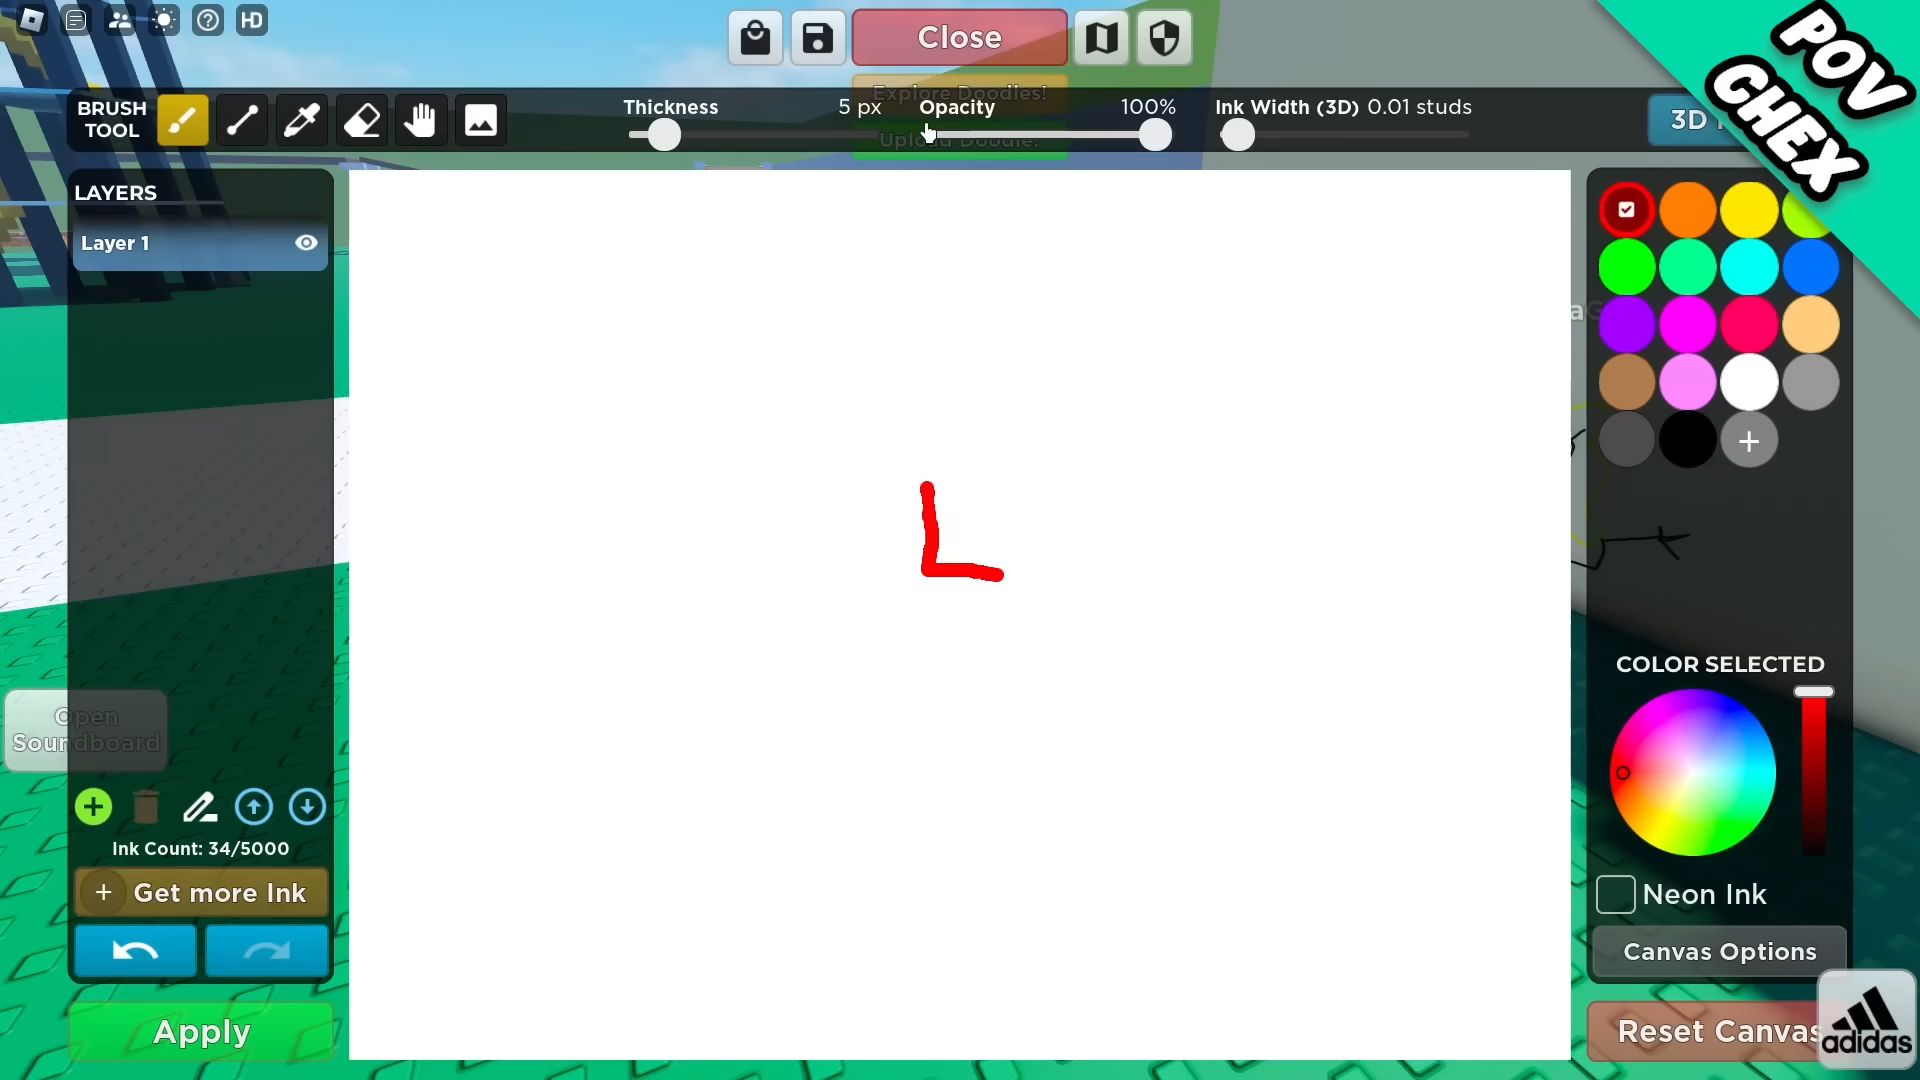 HD
Close
POV
CHEX
Explore Doodles!
BRUSH
TOOL
Thickness
5 px
Opacity
100%
Ink Width (3D) 0.01 studs
3D
Upload Doodle!
LAYERS
Layer 1
L
Open
Soundboard
COLOR SELECTED
Ink Count: 34/5000
+ Get more Ink
Neon Ink
Canvas Options
Apply
Reset Canvas
adidas